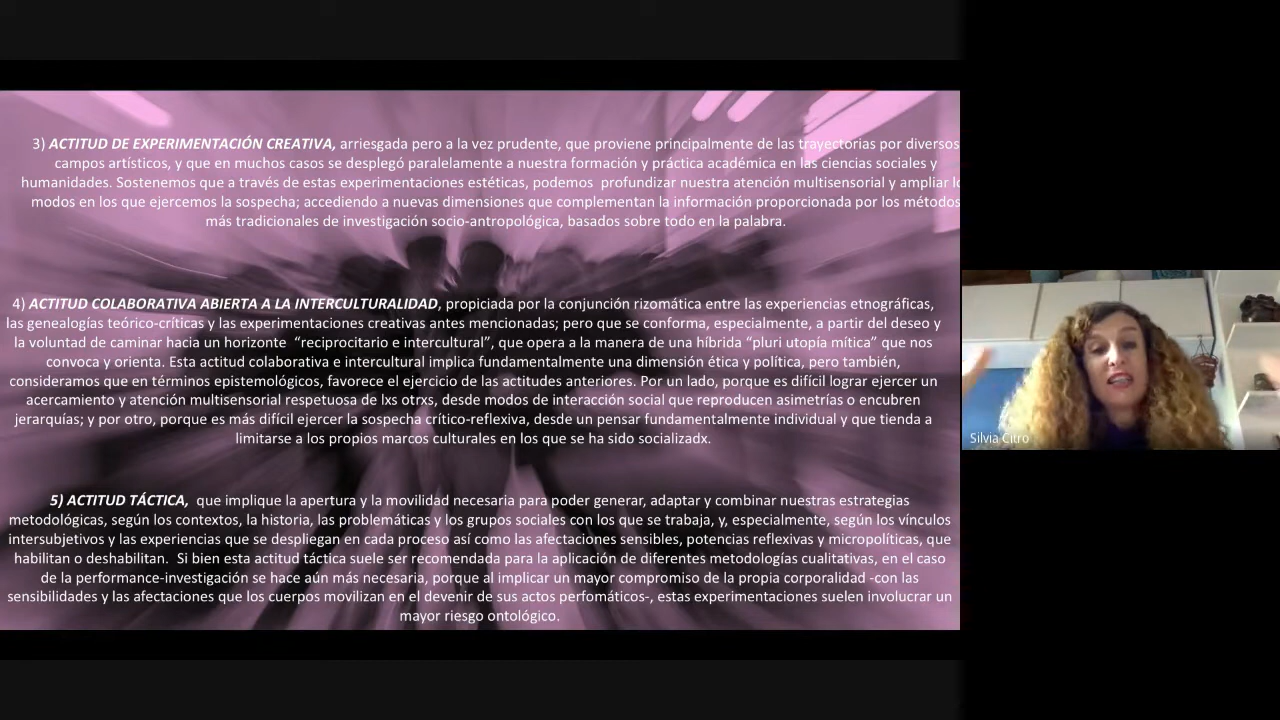 3) ACTITUD DE EXPERIMENTACIÓN CREATIVA, arriesgada pero a la vez prudente, que proviene principalmente de las trayectorias por diversos
campos artísticos, y que en muchos casos se desplegó paralelamente a nuestra formación y práctica académica en las ciencias sociales y
humanidades. Sostenemos que a través de estas experimentaciones estéticas, podemos profundizar nuestra atención multisensorial y ampliar
modos en los que ejercemos la sospecha; accediendo a nuevas dimensiones que complementan la información proporcionada por los métodos
más tradicionales de investigación socio-antropológica, basados sobre todo en la palabra.
4) ACTITUD COLABORATIVA ABIERTA A LA INTERCULTURALIDAD, propiciada por la conjunción rizomática entre las experiencias etnográficas,
las genealogías teórico-críticas y las experimentaciones creativas antes mencionadas; pero que se conforma, especialmente, a partir del deseo y
la voluntad de caminar hacia un horizonte “reciprocitario e intercultural”, que opera a la manera de una híbrida “pluri utopía mítica” que nos
convoca y orienta. Esta actitud colaborativa e intercultural implica fundamentalmente una dimensión ética y política, pero también,
consideramos que en términos epistemológicos, favorece el ejercicio de las actitudes anteriores. Por un lado, porque es difícil lograr ejercer un
acercamiento y atención multisensorial respetuosa de lxs otrxs, desde modos de interacción social que reproducen asimetrías o encubren
jerarquías; y por otro, porque es más difícil ejercer la sospecha crítico-reflexiva, desde un pensar fundamentalmente individual y que tienda a
limitarse a los propios marcos culturales en los que se ha sido socializadx.
5) ACTITUD TÁCTICA, que implique la apertura y la movilidad necesaria para poder generar, adaptar y combinar nuestras estrategias
metodológicas, según los contextos, la historia, las problemáticas y los grupos sociales con los que se trabaja, y, especialmente, según los vínculos
intersubjetivos y las experiencias que se despliegan en cada proceso así como las afectaciones sensibles, potencias reflexivas y micropolíticas, que
habilitan o deshabilitan. Si bien esta actitud táctica suele ser recomendada para la aplicación de diferentes metodologías cualitativas, en el caso
de la performance-investigación se hace aún más necesaria, porque al implicar un mayor compromiso de la propia corporalidad -con las
sensibilidades y las afectaciones que los cuerpos movilizan en el devenir de sus actos perfomáticos-, estas experimentaciones suelen involucrar un
mayor riesgo ontológico.
Silvia Citro